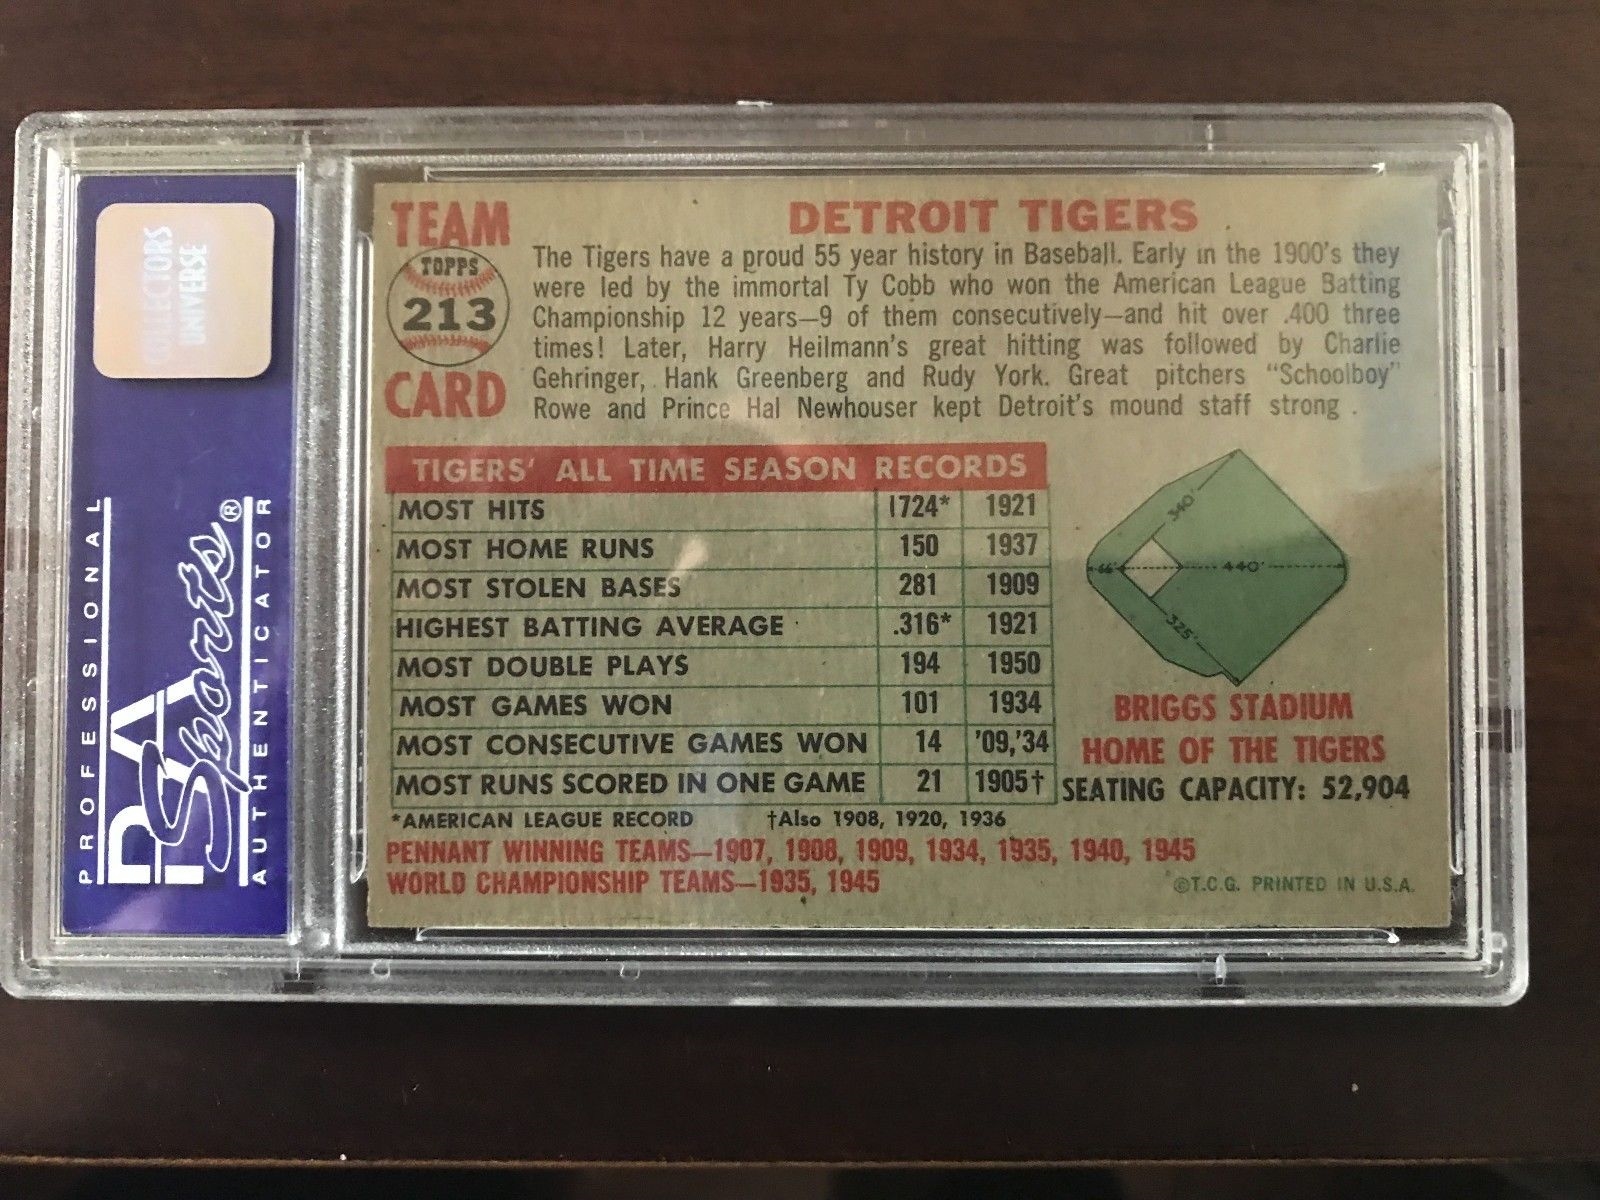 COLLECTORS
UNIVERSE
PROFESSIONAL
PSA
Sports®
AUTHENTICATOR
TEAM
TOPPS
213
CARD
DETROIT TIGERS
The Tigers have a proud 55 year history in Baseball. Early in the 1900's they
were led by the immortal Ty Cobb who won the American League Batting
Championship 12 years—9 of them consecutively—and hit over .400 three
times! Later, Harry Heilmann's great hitting was followed by Charlie
Gehringer, Hank Greenberg and Rudy York. Great pitchers "Schoolboy"
Rowe and Prince Hal Newhouser kept Detroit's mound staff strong.
TIGERS' ALL TIME SEASON RECORDS
MOST HITS 1724* 1921
MOST HOME RUNS 150 1937
MOST STOLEN BASES 281 1909
HIGHEST BATTING AVERAGE .316* 1921
MOST DOUBLE PLAYS 194 1950
MOST GAMES WON 101 1934
MOST CONSECUTIVE GAMES WON 14 '09,'34
MOST RUNS SCORED IN ONE GAME 21 1905†
*AMERICAN LEAGUE RECORD †Also 1908, 1920, 1936
PENNANT WINNING TEAMS—1907, 1908, 1909, 1934, 1935, 1940, 1945
WORLD CHAMPIONSHIP TEAMS—1935, 1945
340'
66'
440'
325'
BRIGGS STADIUM
HOME OF THE TIGERS
SEATING CAPACITY: 52,904
©T.C.G. PRINTED IN U.S.A.